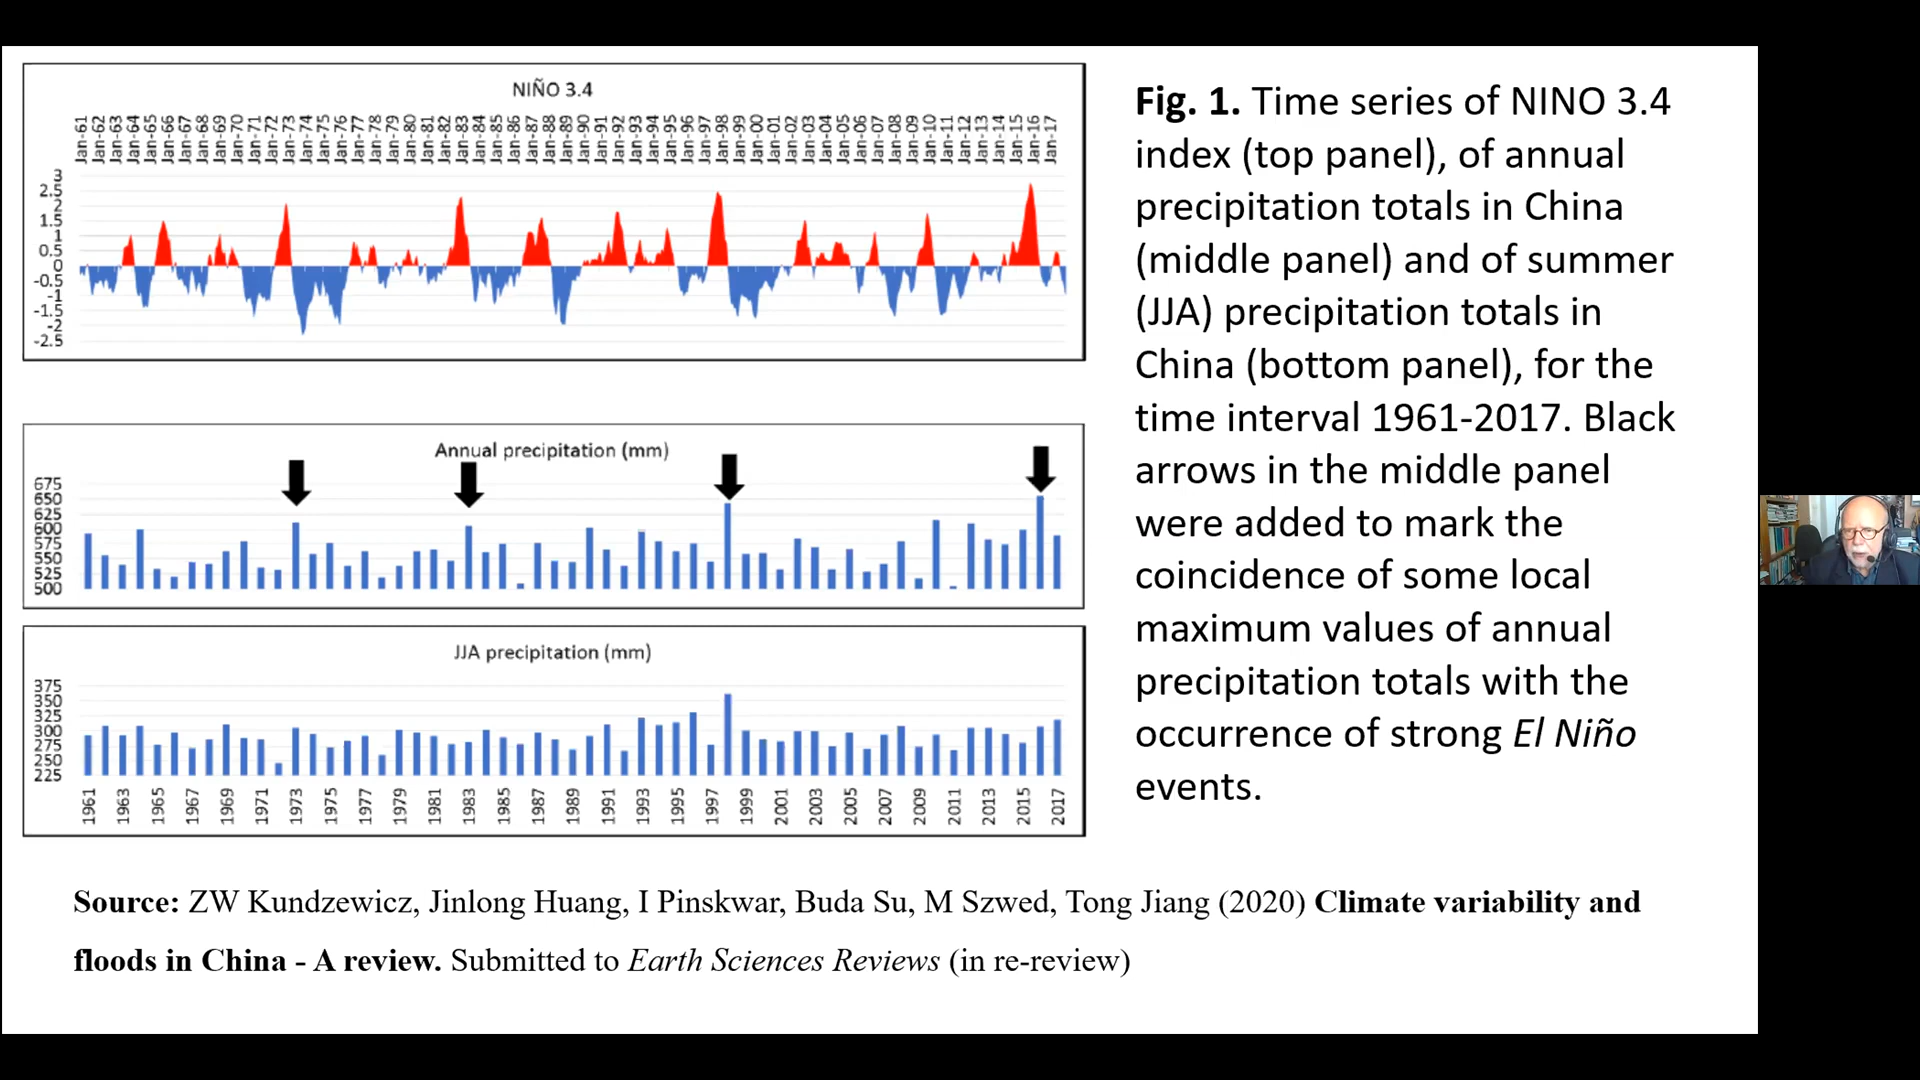 NIÑO 3.4
Jan-61
Jan-62
Jan-63
Jan-64
Jan-65
Jan-66
Jan-67
Jan-68
Jan-69
Jan-70
Jan-71
Jan-72
Jan-73
Jan-74
Jan-75
Jan-76
Jan-77
Jan-78
Jan-79
Jan-80
Jan-81
Jan-82
Jan-83
Jan-84
Jan-85
Jan-86
Jan-87
Jan-88
Jan-89
Jan-90
Jan-91
Jan-92
Jan-93
Jan-94
Jan-95
Jan-96
Jan-97
Jan-98
Jan-99
Jan-00
Jan-01
Jan-02
Jan-03
Jan-04
Jan-05
Jan-06
Jan-07
Jan-08
Jan-09
Jan-10
Jan-11
Jan-12
Jan-13
Jan-14
Jan-15
Jan-16
Jan-17
3
2.5
2
1.5
1
0.5
0
-0.5
-1
-1.5
-2
-2.5
Annual precipitation (mm)
675
650
625
600
575
550
525
500
JJA precipitation (mm)
375
350
325
300
275
250
225
1961
1963
1965
1967
1969
1971
1973
1975
1977
1979
1981
1983
1985
1987
1989
1991
1993
1995
1997
1999
2001
2003
2005
2007
2009
2011
2013
2015
2017
Fig. 1. Time series of NINO 3.4
index (top panel), of annual
precipitation totals in China
(middle panel) and of summer
(JJA) precipitation totals in
China (bottom panel), for the
time interval 1961-2017. Black
arrows in the middle panel
were added to mark the
coincidence of some local
maximum values of annual
precipitation totals with the
occurrence of strong El Niño
events.
Source: ZW Kundzewicz, Jinlong Huang, I Pinskwar, Buda Su, M Szwed, Tong Jiang (2020) Climate variability and
floods in China - A review. Submitted to Earth Sciences Reviews (in re-review)